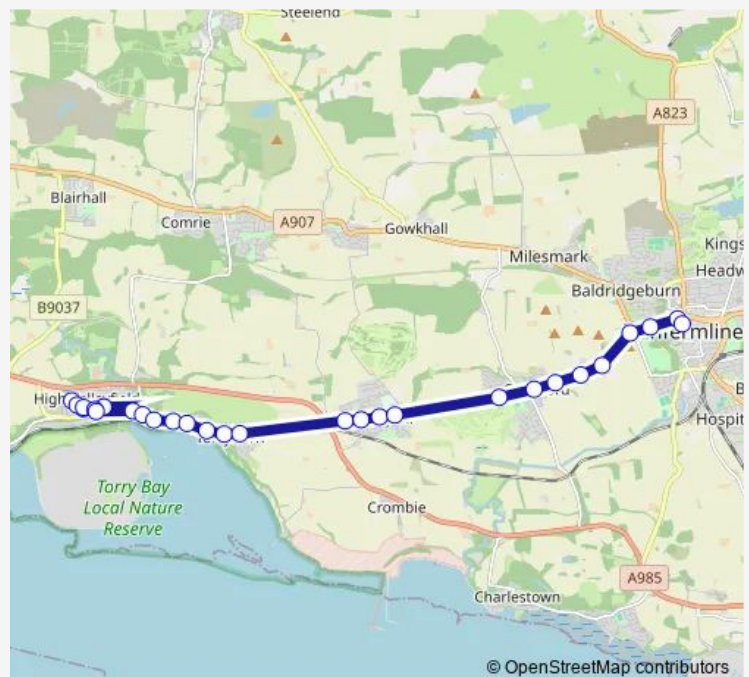 Steelend
A823
Blairhall
Comrie
A907
Gowkhall
Kings
Milesmark
Headw
Baldridgeburn
B9037
High
Hospit
Torry Bay
Local Nature
Reserve
Crombie
A985
Charlestown
© OpenStreetMap contributors